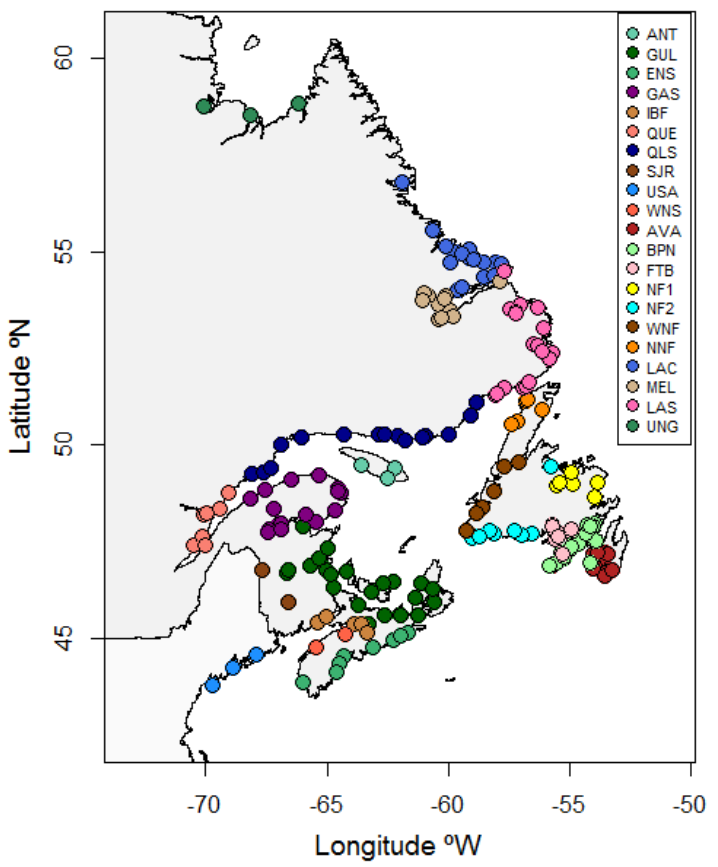 60
55
50
45
Latitude ºN
-70
-65
-60
-55
-50
Longitude ºW
ANT
GUL
ENS
GAS
IBF
QUE
QLS
SJR
USA
WNS
AVA
BPN
FTB
NF1
NF2
WNF
NNF
LAC
MEL
LAS
UNG